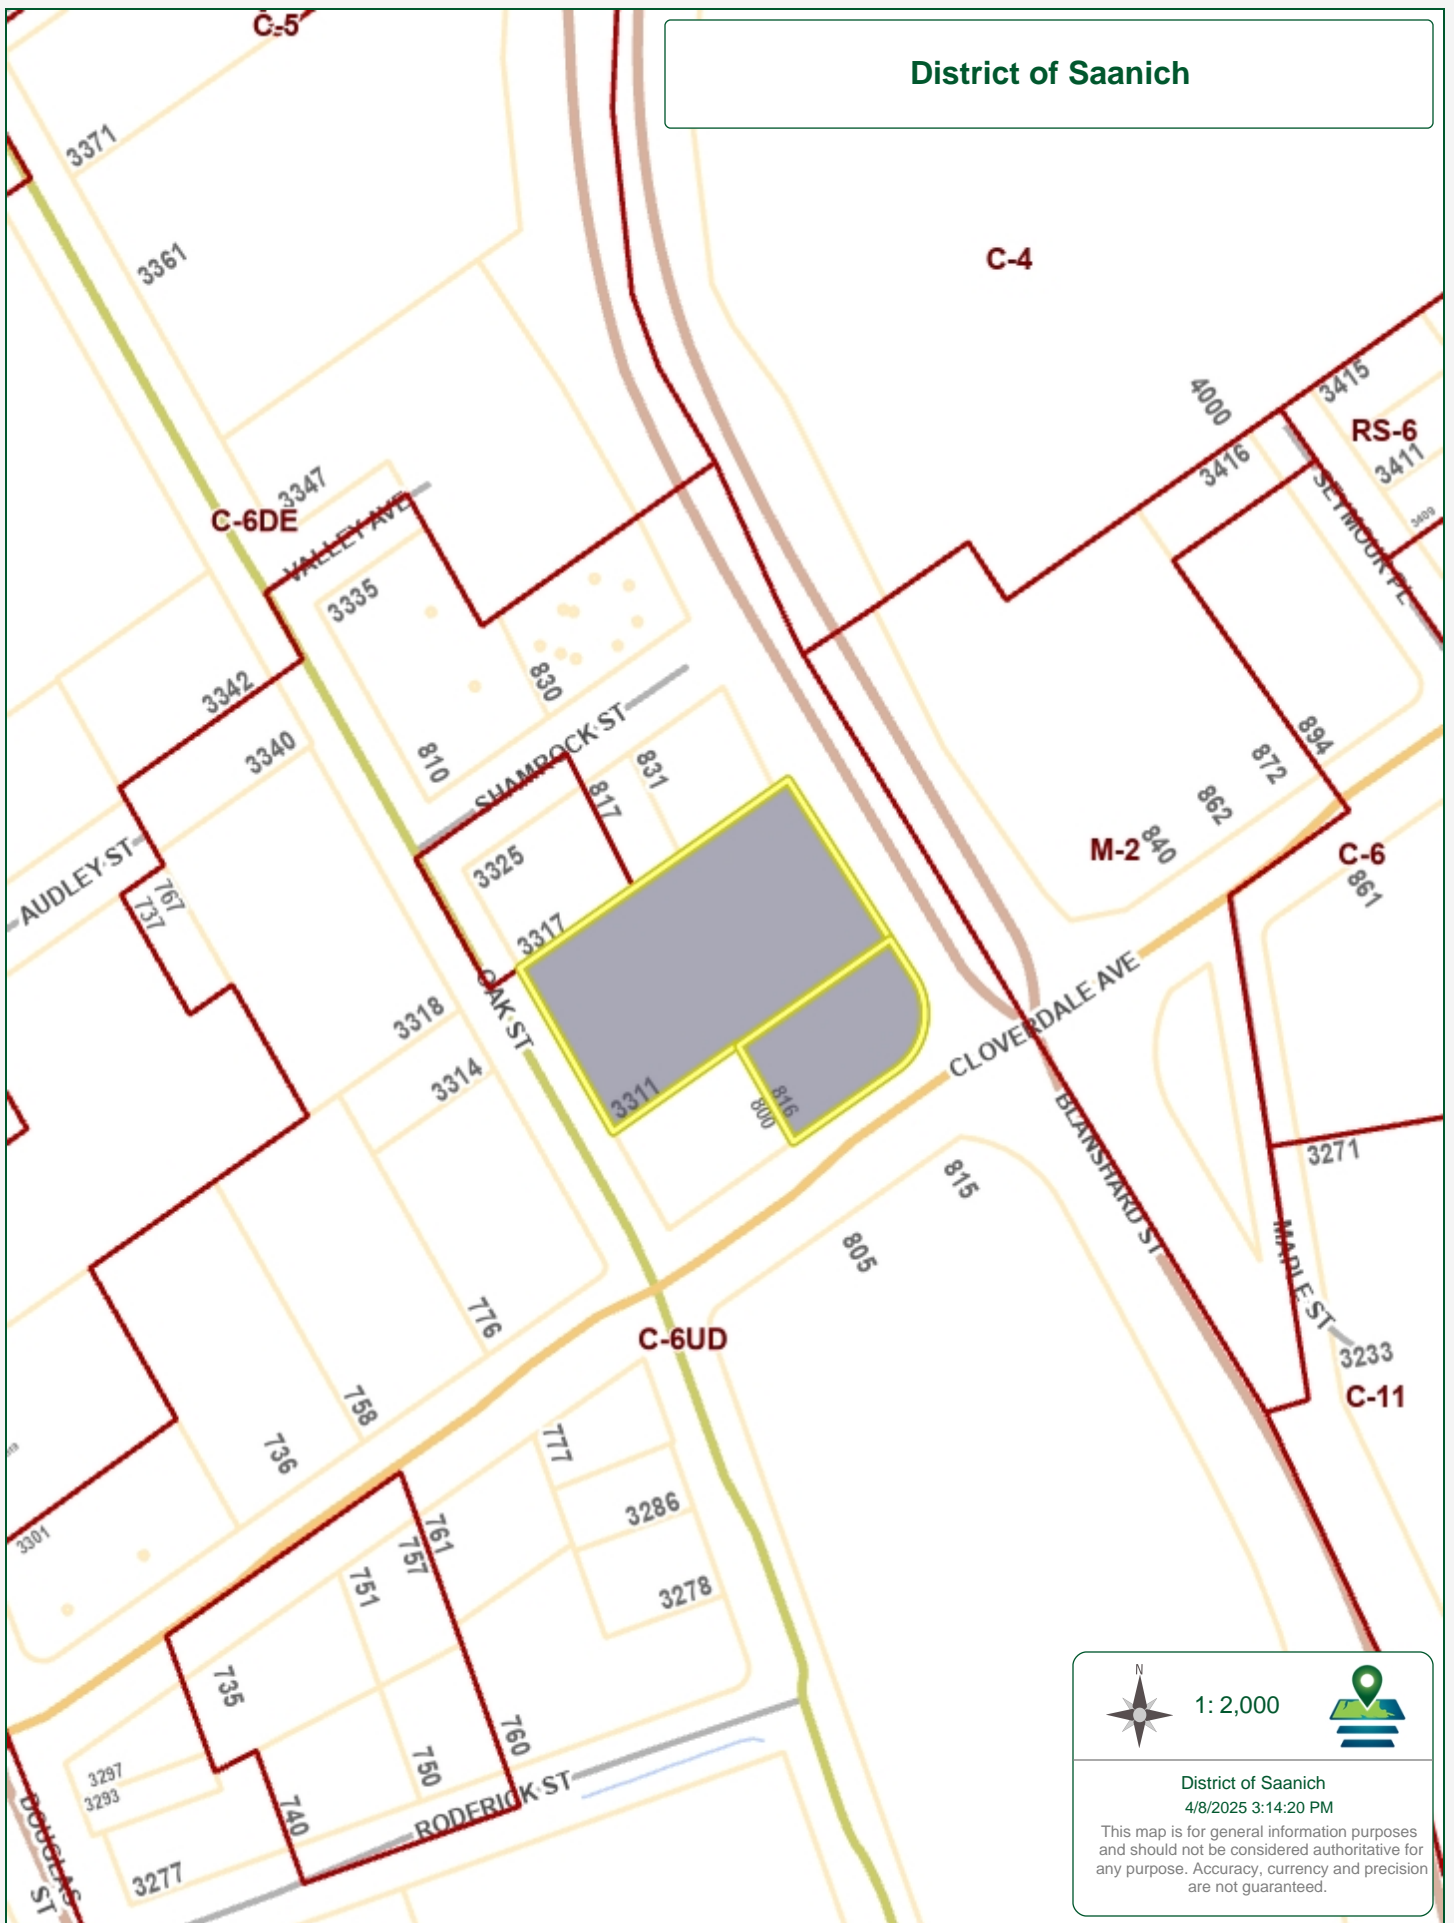 C-5
District of Saanich
3371
3361
C-4
3415
4000
RS-6
3416
3411
3409
3347
C-6DE
VALLEY AVE
SEYMOUR PL
3335
830
3342
SHAMROCK ST
3340
810
831
817
894
872
862
840
M-2
C-6
861
AUDLEY ST
767
737
3325
3317
OAK ST
CLOVERDALE AVE
3318
3314
3311
816
800
BLANSHARD ST
3271
815
805
MAPLE ST
776
C-6UD
3233
C-11
758
736
777
3286
3301
761
757
751
3278
735
760
750
3297
3293
740
RODERICK ST
DOUGLAS ST
3277
N
1: 2,000
District of Saanich
4/8/2025 3:14:20 PM
This map is for general information purposes
and should not be considered authoritative for
any purpose. Accuracy, currency and precision
are not guaranteed.